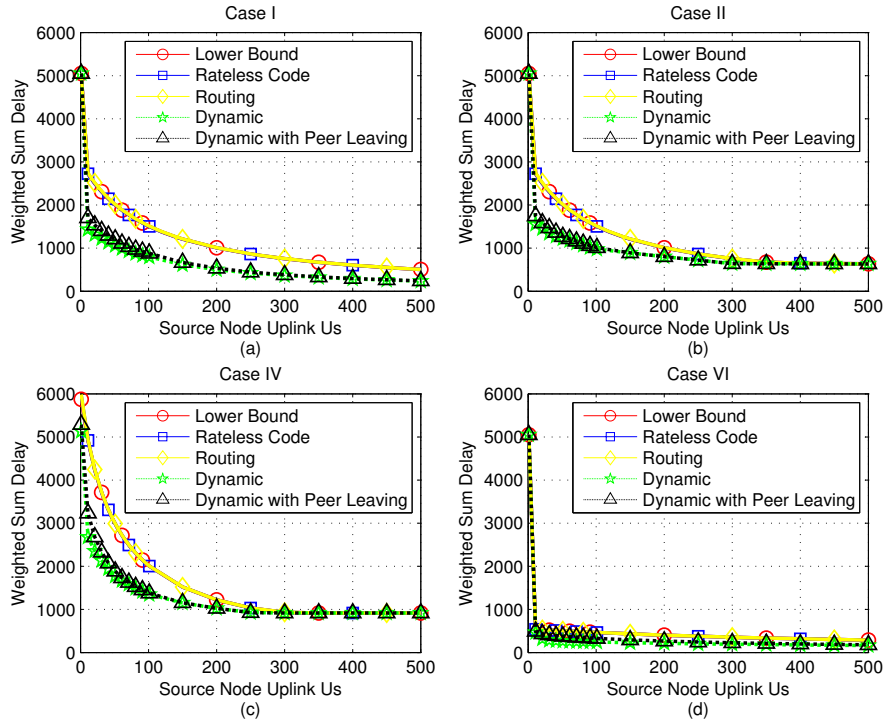 Case I
Weighted Sum Delay
6000
5000
4000
3000
2000
1000
0
Lower Bound
Rateless Code
Routing
Dynamic
Dynamic with Peer Leaving
0 100 200 300 400 500
Source Node Uplink Us
(a)
Case II
Weighted Sum Delay
6000
5000
4000
3000
2000
1000
0
Lower Bound
Rateless Code
Routing
Dynamic
Dynamic with Peer Leaving
0 100 200 300 400 500
Source Node Uplink Us
(b)
Case IV
Weighted Sum Delay
6000
5000
4000
3000
2000
1000
0
Lower Bound
Rateless Code
Routing
Dynamic
Dynamic with Peer Leaving
0 100 200 300 400 500
Source Node Uplink Us
(c)
Case VI
Weighted Sum Delay
6000
5000
4000
3000
2000
1000
0
Lower Bound
Rateless Code
Routing
Dynamic
Dynamic with Peer Leaving
0 100 200 300 400 500
Source Node Uplink Us
(d)